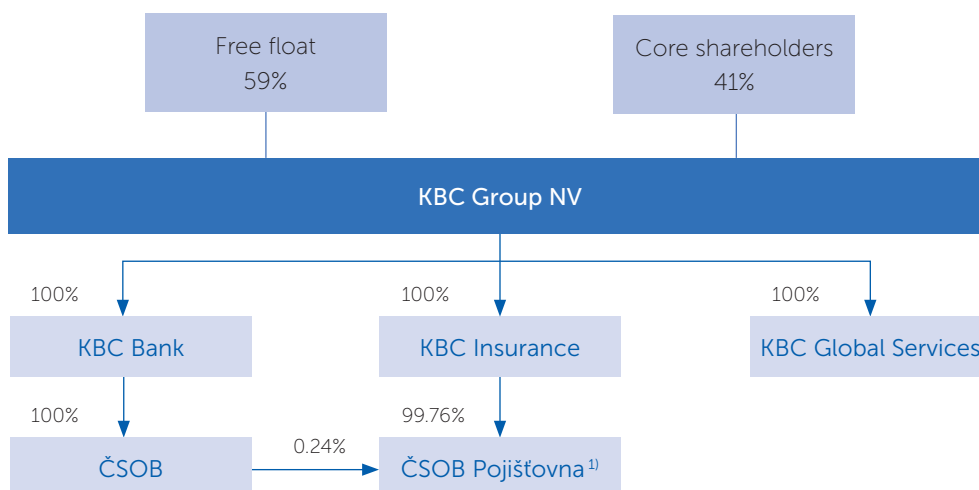 Free float
59%
Core shareholders
41%
KBC Group NV
100%
100%
100%
KBC Bank
KBC Insurance
KBC Global Services
100%
99.76%
ČSOB
0.24%
ČSOB Pojišťovna 1)